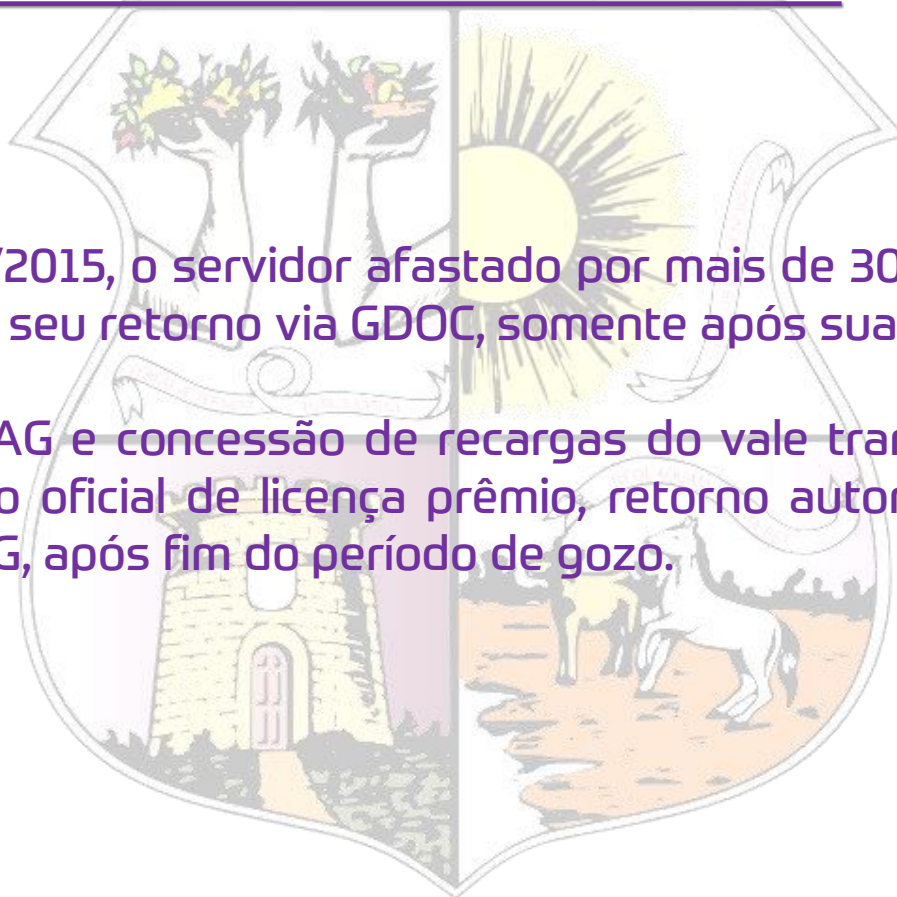 /2015, o servidor afastado por mais de 30
seu retorno via GDOC, somente após sua
AG e concessão de recargas do vale tran
o oficial de licença prêmio, retorno autor
G, após fim do período de gozo.